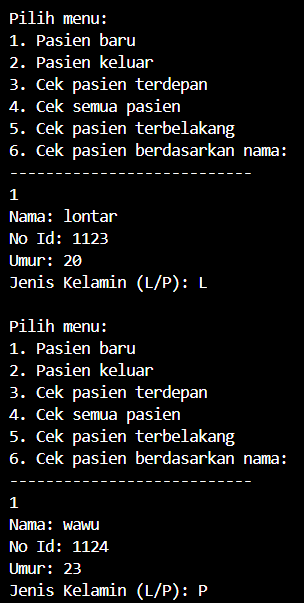 Pilih menu:
1. Pasien baru
2. Pasien keluar
3. Cek pasien terdepan
4. Cek semua pasien
5. Cek pasien terbelakang
6. Cek pasien berdasarkan nama:
---------------------------
1
Nama: lontar
No Id: 1123
Umur: 20
Jenis Kelamin (L/P): L

Pilih menu:
1. Pasien baru
2. Pasien keluar
3. Cek pasien terdepan
4. Cek semua pasien
5. Cek pasien terbelakang
6. Cek pasien berdasarkan nama:
---------------------------
1
Nama: wawu
No Id: 1124
Umur: 23
Jenis Kelamin (L/P): P